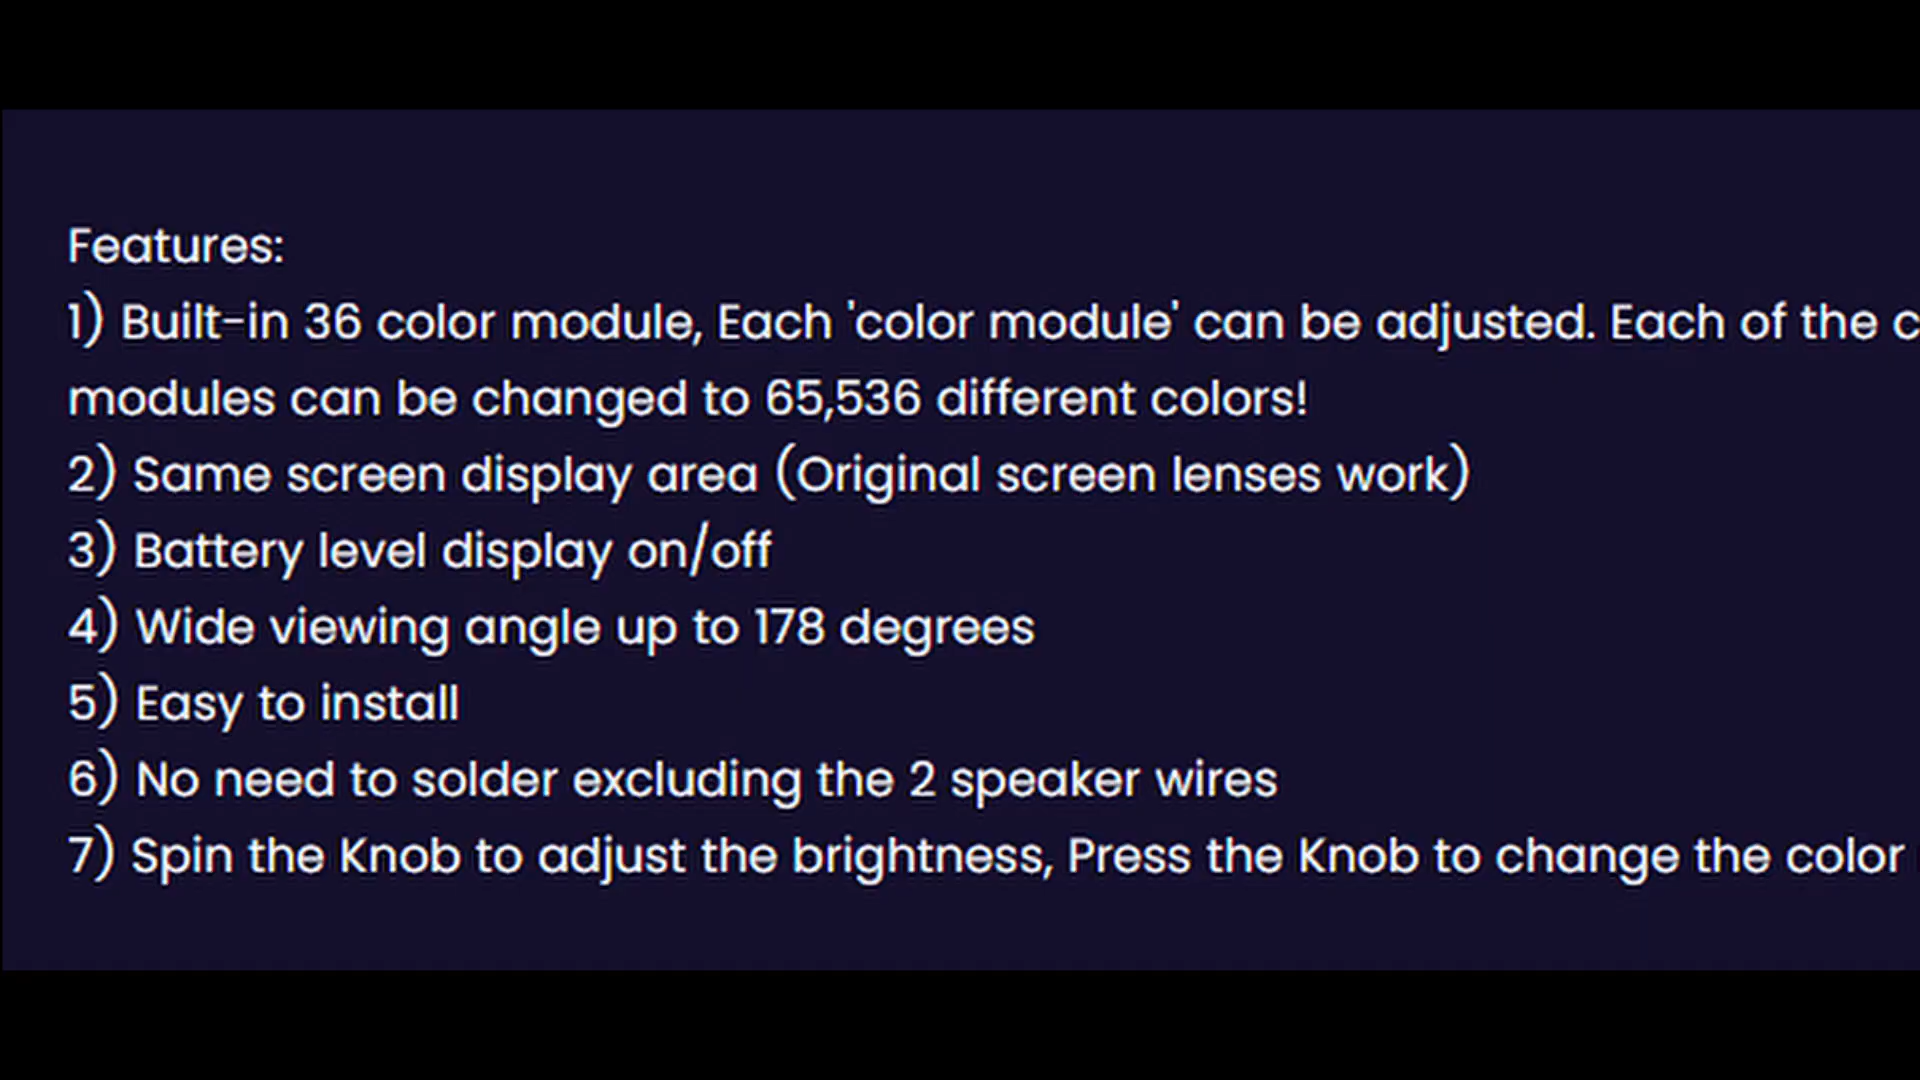 Features:
1) Built-in 36 color module, Each 'color module' can be adjusted. Each of the
modules can be changed to 65,536 different colors!
2) Same screen display area (Original screen lenses work)
3) Battery level display on/off
4) Wide viewing angle up to 178 degrees
5) Easy to install
6) No need to solder excluding the 2 speaker wires
7) Spin the Knob to adjust the brightness, Press the Knob to change the color